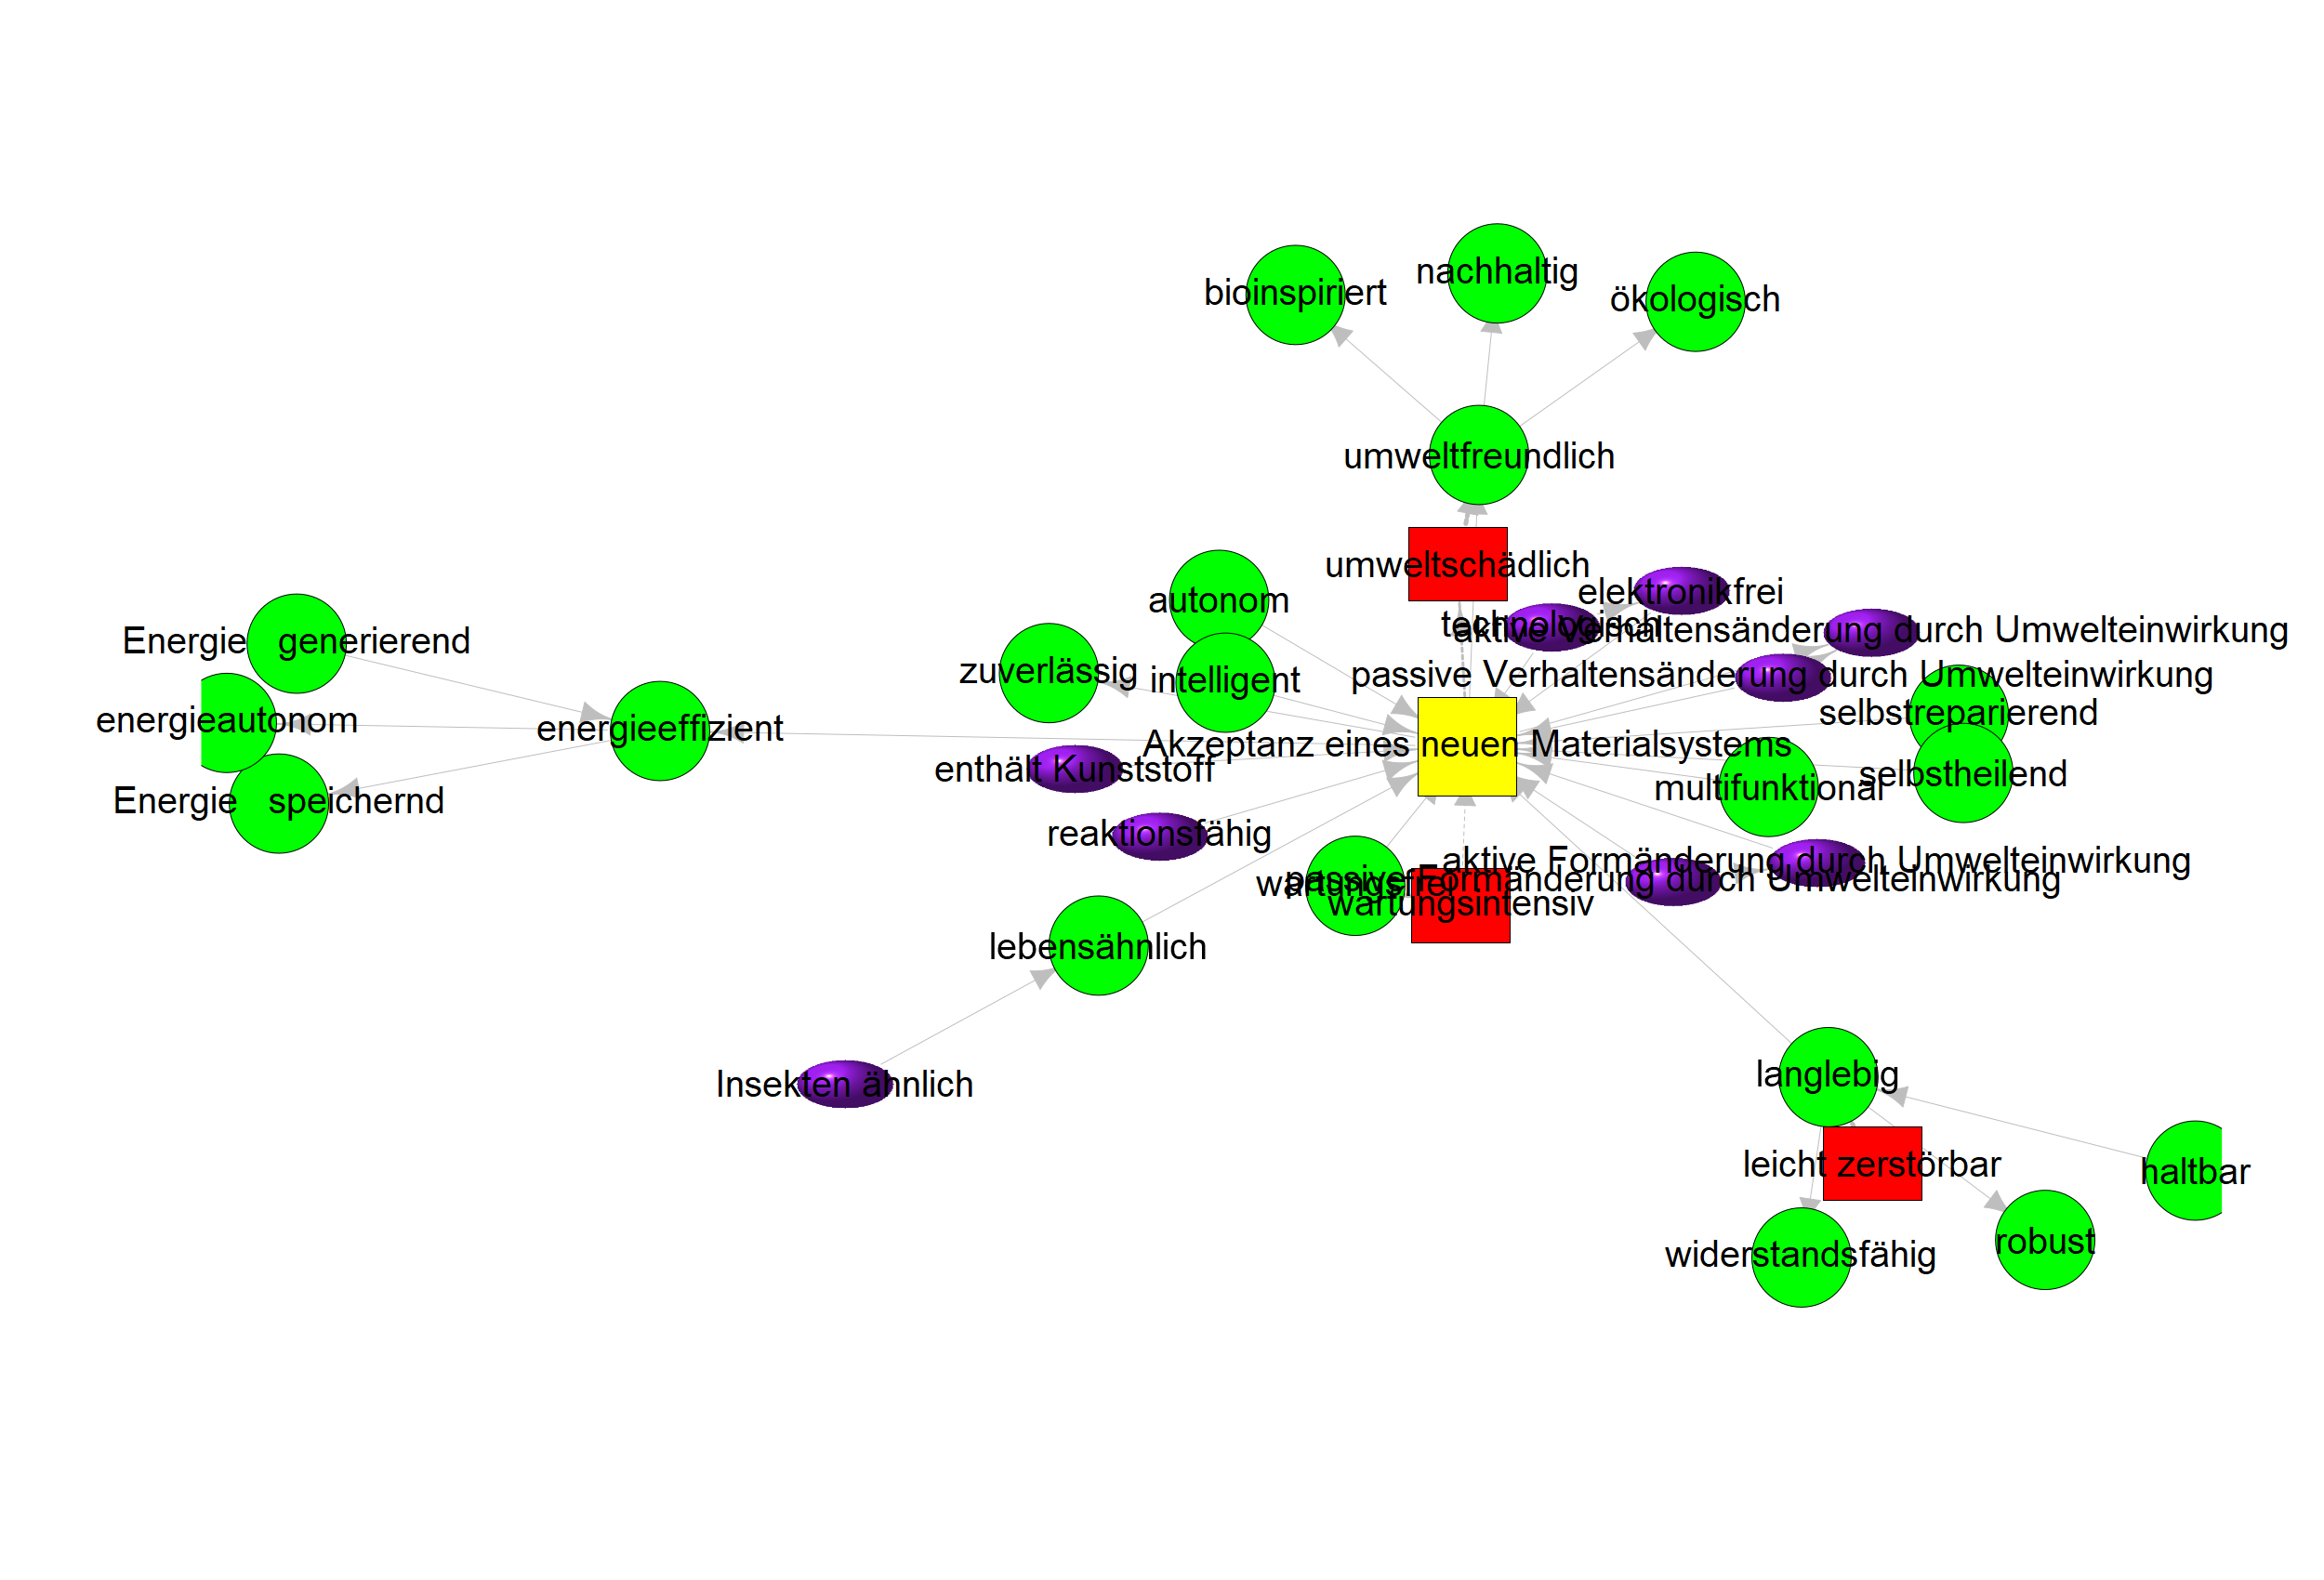 nachhaltig
bioinspiriert
ökologisch
umweltfreundlich
umweltschädlich
elektronikfrei
autonom
technologisch
aktive Verhaltensänderung durch Umwelteinwirkung
Energie generierend
zuverlässig
intelligent
passive Verhaltensänderung durch Umwelteinwirkung
selbstreparierend
energieautonom
energieeffizient
Akzeptanz eines neuen Materialsystems
enthält Kunststoff
selbstheilend
multifunktional
Energie speichernd
reaktionsfähig
aktive Formänderung durch Umwelteinwirkung
wartungsfrei
passive Formänderung durch Umwelteinwirkung
wartungsintensiv
lebensähnlich
Insekten ähnlich
langlebig
leicht zerstörbar
haltbar
robust
widerstandsfähig